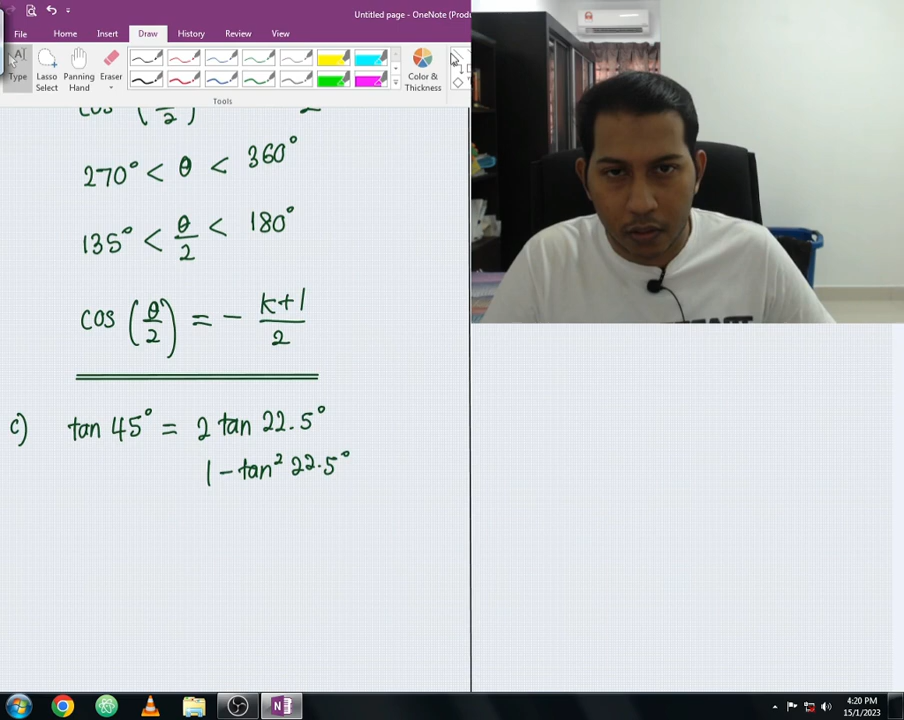 Untitled page - OneNote (Produ
File Home Insert Draw History Review View
Type Lasso Select Panning Hand Eraser Color & Thickness
Tools
270° < θ < 360°
135° < θ/2 < 180°
cos (θ/2) = - k+1/2
c) tan 45° = 2 tan 22.5°
1 - tan² 22.5°
4:20 PM
15/1/2023